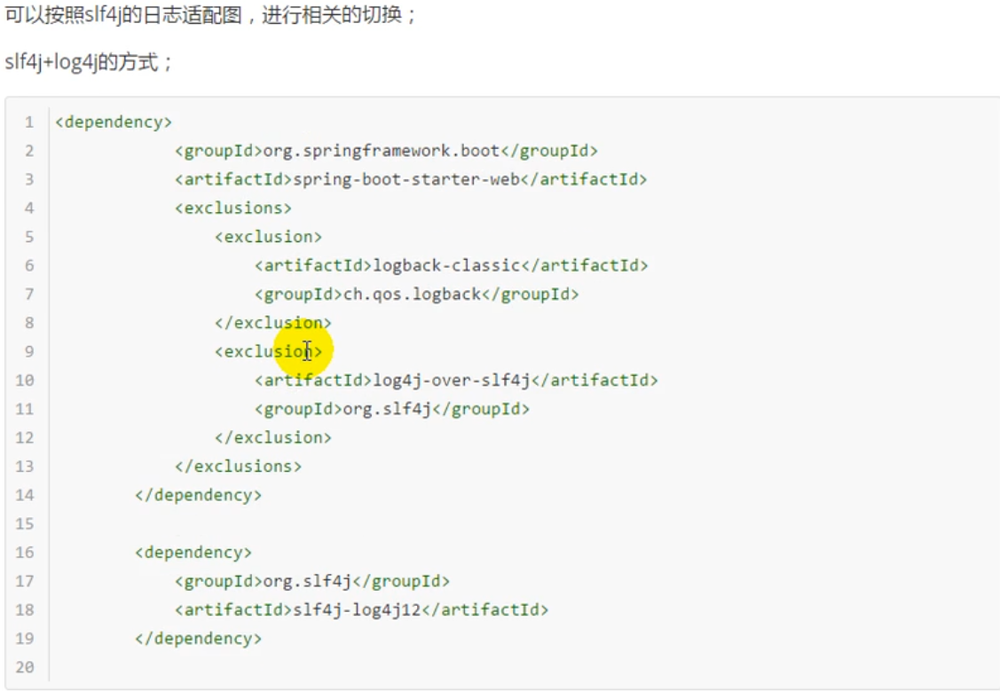 可以按照slf4j的日志适配图，进行相关的切换；
slf4j+log4j的方式；
1 <dependency>
2 <groupId>org.springframework.boot</groupId>
3 <artifactId>spring-boot-starter-web</artifactId>
4 <exclusions>
5 <exclusion>
6 <artifactId>logback-classic</artifactId>
7 <groupId>ch.qos.logback</groupId>
8 </exclusion>
9 <exclusion>
10 <artifactId>log4j-over-slf4j</artifactId>
11 <groupId>org.slf4j</groupId>
12 </exclusion>
13 </exclusions>
14 </dependency>
15
16 <dependency>
17 <groupId>org.slf4j</groupId>
18 <artifactId>slf4j-log4j12</artifactId>
19 </dependency>
20